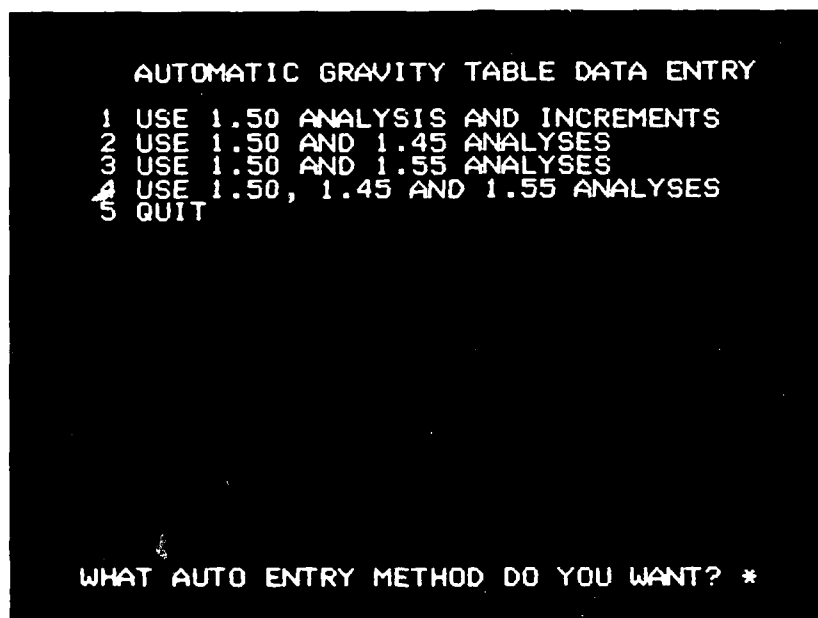 AUTOMATIC GRAVITY TABLE DATA ENTRY
1 USE 1.50 ANALYSIS AND INCREMENTS
2 USE 1.50 AND 1.45 ANALYSES
3 USE 1.50 AND 1.55 ANALYSES
4 USE 1.50, 1.45 AND 1.55 ANALYSES
5 QUIT
WHAT AUTO ENTRY METHOD DO YOU WANT? *